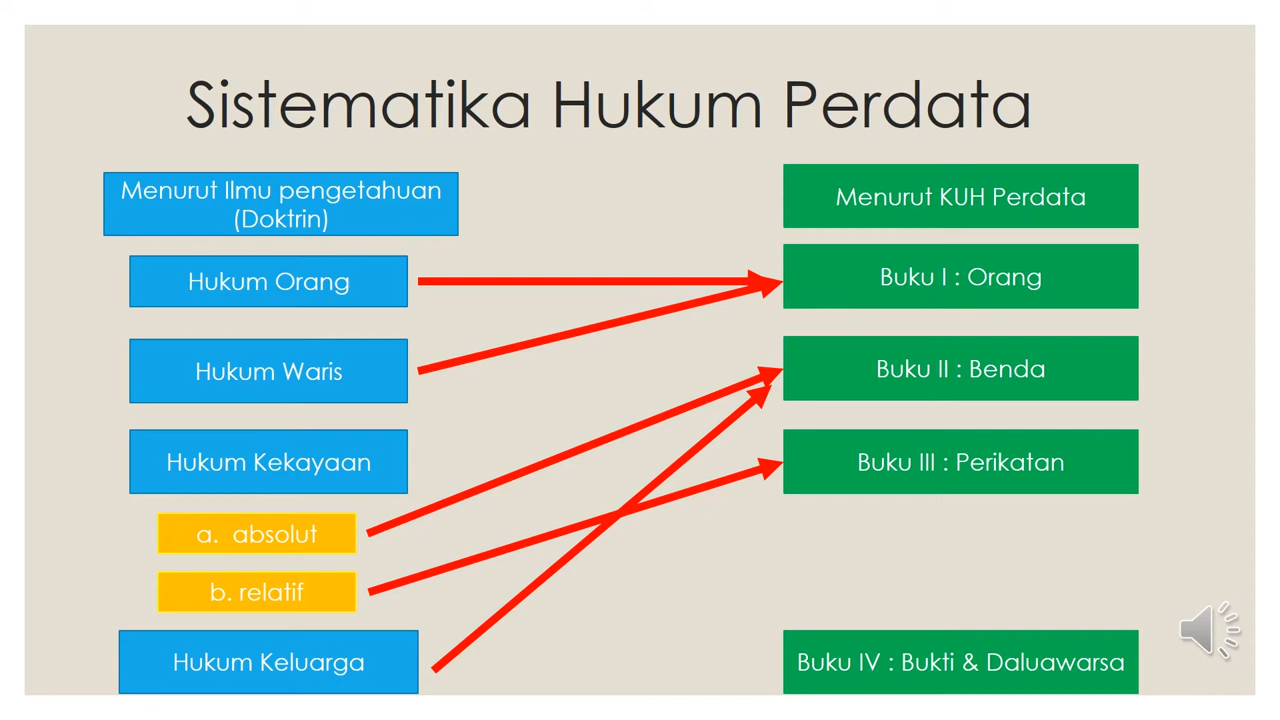 Sistematika Hukum Perdata
Menurut Ilmu pengetahuan
(Doktrin)
Menurut KUH Perdata
Hukum Orang
Buku I : Orang
Hukum Waris
Buku II : Benda
Hukum Kekayaan
Buku III : Perikatan
a. absolut
b. relatif
Hukum Keluarga
Buku IV : Bukti & Daluawarsa